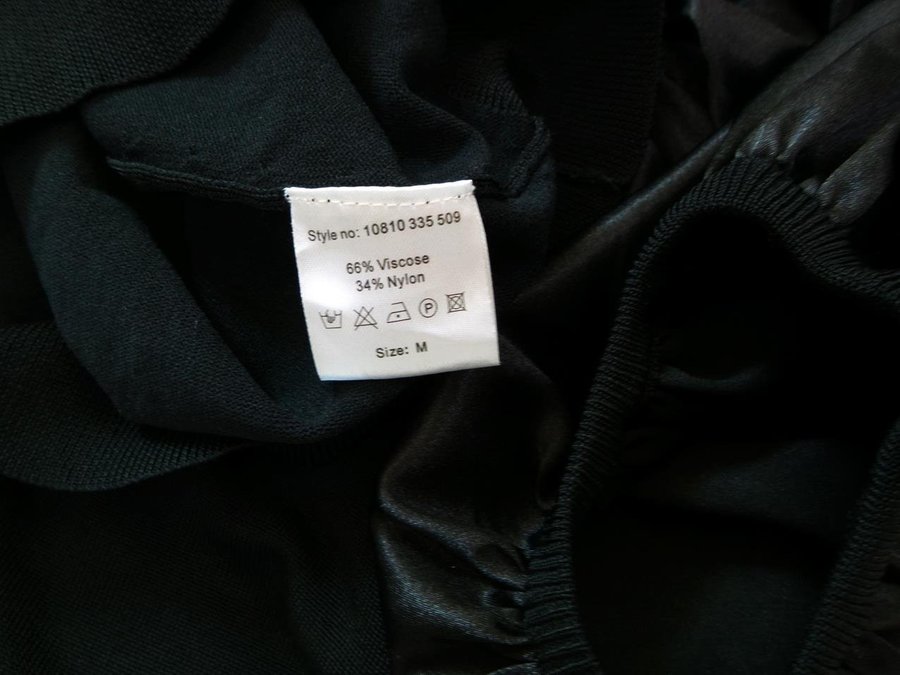 Style no: 10810 335 509
66% Viscose
34% Nylon
P
Size: M